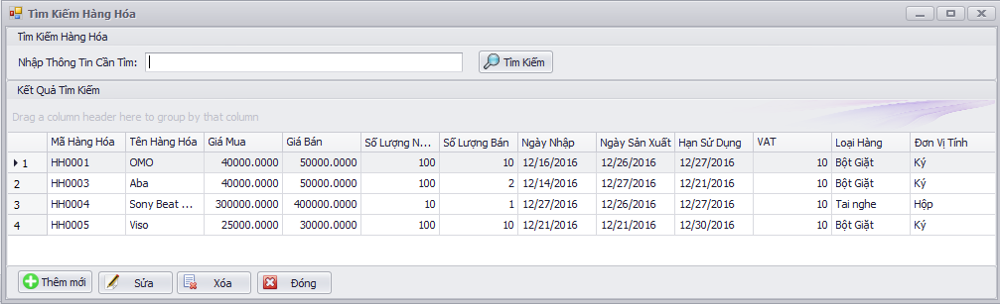 Tìm Kiếm Hàng Hóa
Tìm Kiếm Hàng Hóa
Nhập Thông Tin Cần Tìm: Tìm Kiếm
Kết Quả Tìm Kiếm
Drag a column header here to group by that column
Mã Hàng Hóa Tên Hàng Hóa Giá Mua Giá Bán Số Lượng N... Số Lượng Bán Ngày Nhập Ngày Sản Xuất Hạn Sử Dụng VAT Loại Hàng Đơn Vị Tính
1 HH0001 OMO 40000.0000 50000.0000 100 10 12/16/2016 12/26/2016 12/27/2016 10 Bột Giặt Ký
2 HH0003 Aba 40000.0000 50000.0000 100 2 12/14/2016 12/27/2016 12/21/2016 10 Bột Giặt Ký
3 HH0004 Sony Beat ... 300000.0000 400000.0000 10 1 12/27/2016 12/26/2016 12/27/2016 10 Tai nghe Hộp
4 HH0005 Viso 25000.0000 30000.0000 100 10 12/21/2016 12/21/2016 12/30/2016 10 Bột Giặt Ký
Thêm mới Sửa Xóa Đóng